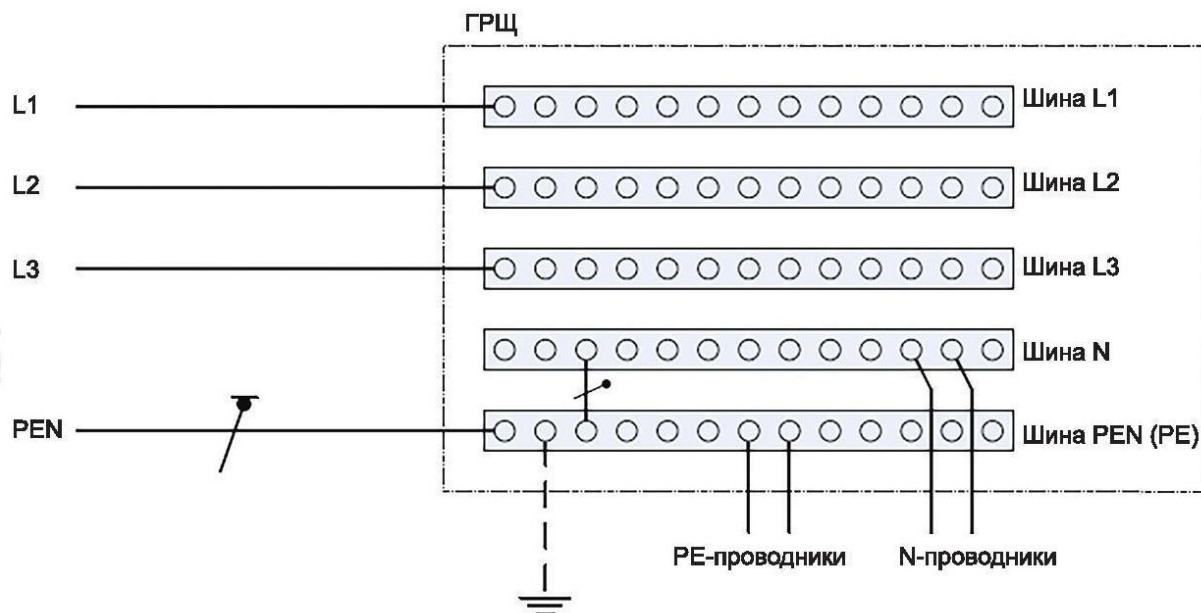 ГРЩ
L1
Шина L1
L2
Шина L2
L3
Шина L3
Шина N
PEN
Шина PEN (PE)
PE-проводники
N-проводники